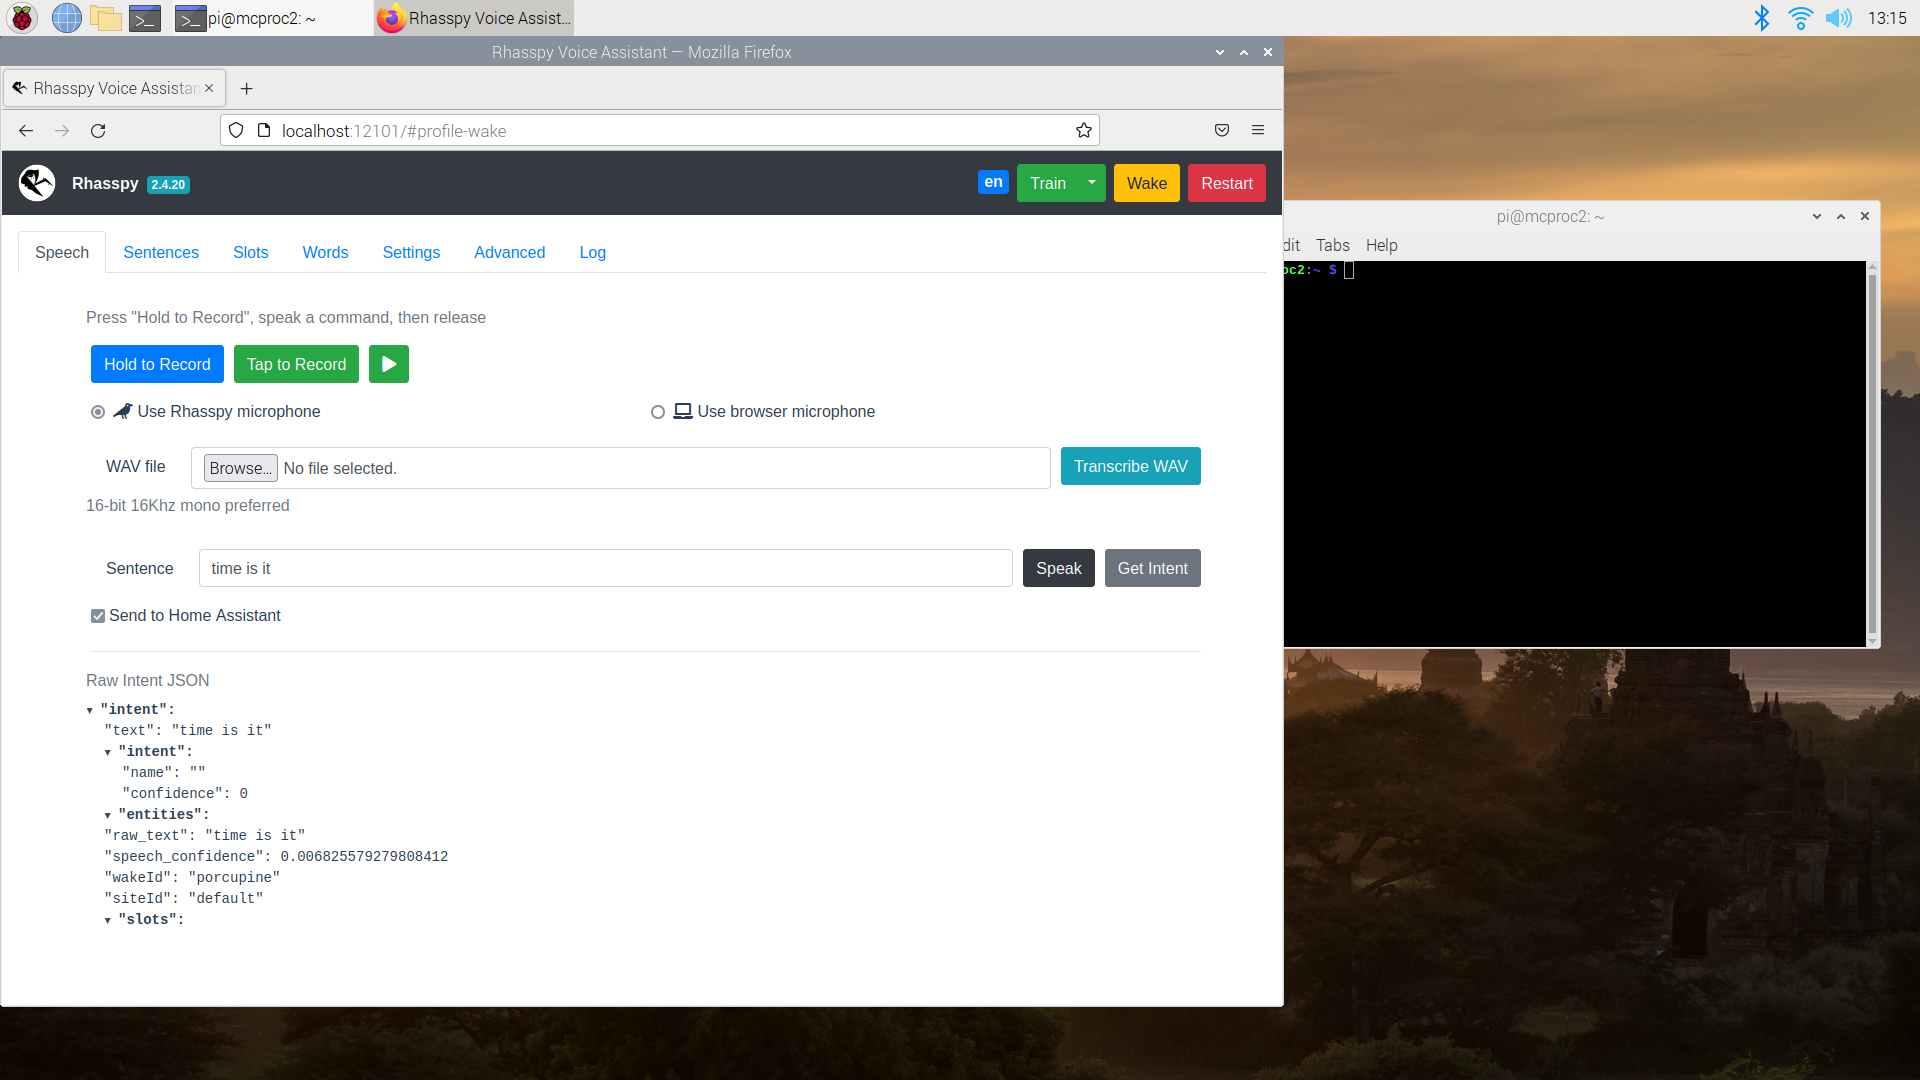 pi@mcproc2: ~
Rhasspy Voice Assist...
13:15
Rhasspy Voice Assistant — Mozilla Firefox
Rhasspy Voice Assistan
localhost:12101/#profile-wake
Rhasspy 2.4.20
en
Train
Wake
Restart
Speech
Sentences
Slots
Words
Settings
Advanced
Log
Press "Hold to Record", speak a command, then release
Hold to Record
Tap to Record
Use Rhasspy microphone
Use browser microphone
WAV file
Browse...
No file selected.
Transcribe WAV
16-bit 16Khz mono preferred
Sentence
time is it
Speak
Get Intent
Send to Home Assistant
Raw Intent JSON
"intent":
"text": "time is it"
"intent":
"name": ""
"confidence": 0
"entities":
"raw_text": "time is it"
"speech_confidence": 0.006825579279808412
"wakeId": "porcupine"
"siteId": "default"
"slots":
pi@mcproc2: ~
dit Tabs Help
oc2:~ $